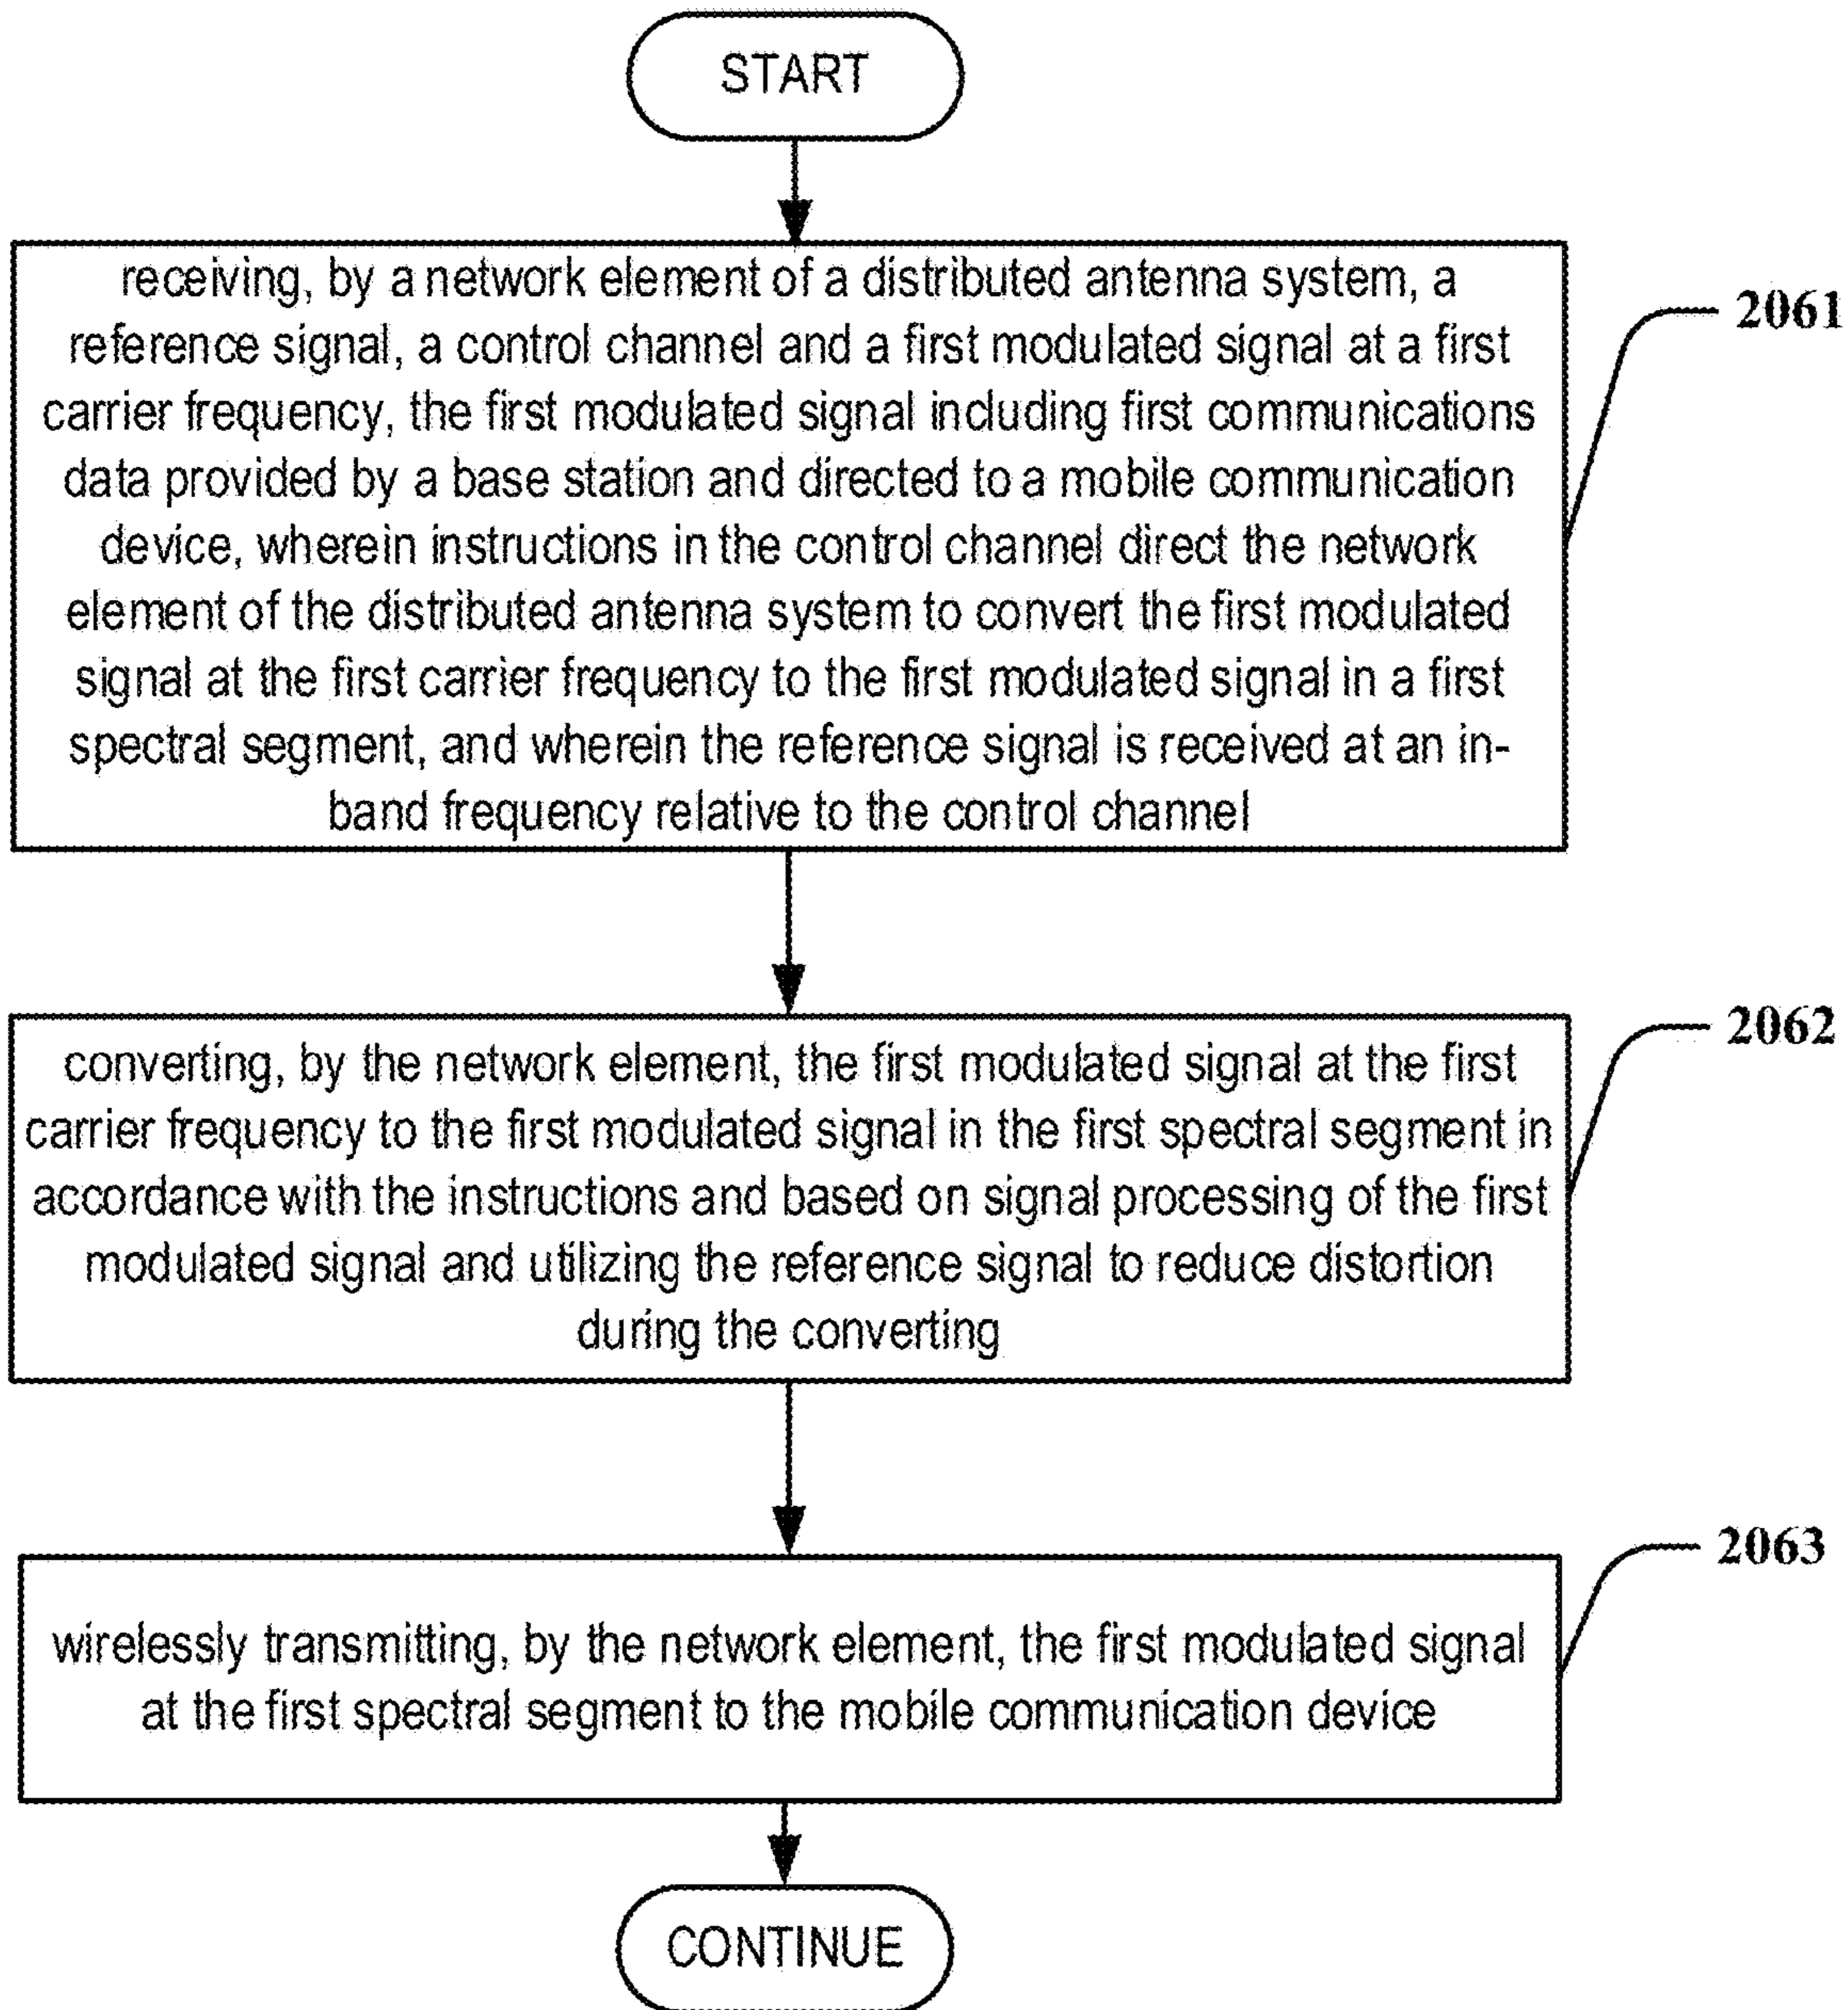 START
receiving, by a network element of a distributed antenna system, a
reference signal, a control channel and a first modulated signal at a first
carrier frequency, the first modulated signal including first communications
data provided by a base station and directed to a mobile communication
device, wherein instructions in the control channel direct the network
element of the distributed antenna system to convert the first modulated
signal at the first carrier frequency to the first modulated signal in a first
spectral segment, and wherein the reference signal is received at an in-
band frequency relative to the control channel
2061
converting, by the network element, the first modulated signal at the first
carrier frequency to the first modulated signal in the first spectral segment in
accordance with the instructions and based on signal processing of the first
modulated signal and utilizing the reference signal to reduce distortion
during the converting
2062
wirelessly transmitting, by the network element, the first modulated signal
at the first spectral segment to the mobile communication device
2063
CONTINUE